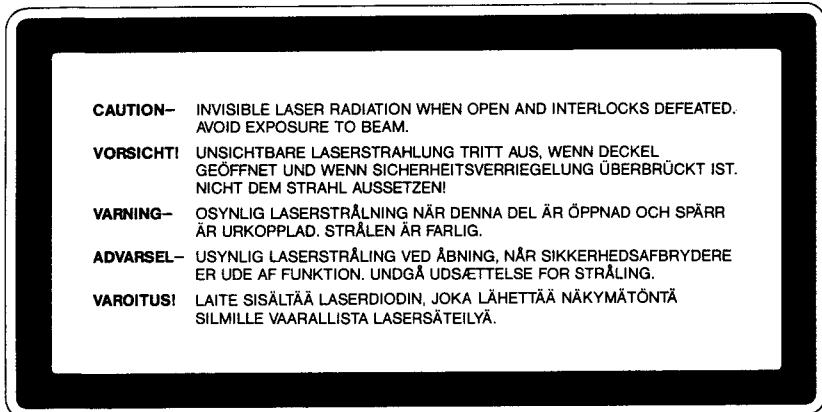 CAUTION– INVISIBLE LASER RADIATION WHEN OPEN AND INTERLOCKS DEFEATED.
AVOID EXPOSURE TO BEAM.
VORSICHT! UNSICHTBARE LASERSTRAHLUNG TRITT AUS, WENN DECKEL
GEÖFFNET UND WENN SICHERHEITSVERRIEGELUNG ÜBERBRÜCKT IST.
NICHT DEM STRAHL AUSSETZEN!
VARNING– OSYNLIG LASERSTRÅLNING NÄR DENNA DEL ÄR ÖPPNAD OCH SPÄRR
ÄR URKOPPLAD. STRÅLEN ÄR FARLIG.
ADVARSEL– USYNLIG LASERSTRÅLING VED ÅBNING, NÅR SIKKERHEDSAFBRYDERE
ER UDE AF FUNKTION. UNDGÅ UDSÆTTELSE FOR STRÅLING.
VAROITUS! LAITE SISÄLTÄÄ LASERDIODIN, JOKA LÄHETTÄÄ NÄKYMÄTÖNTÄ
SILMILLE VAARALLISTA LASERSÄTEILYÄ.